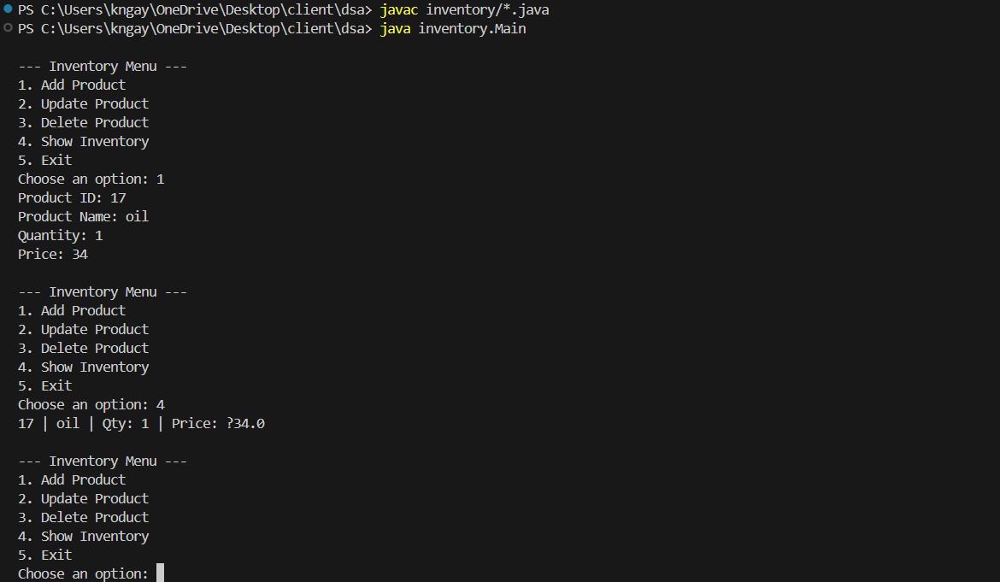 PS C:\Users\kngay\OneDrive\Desktop\client\dsa> javac inventory/*.java
PS C:\Users\kngay\OneDrive\Desktop\client\dsa> java inventory.Main
--- Inventory Menu ---
1. Add Product
2. Update Product
3. Delete Product
4. Show Inventory
5. Exit
Choose an option: 1
Product ID: 17
Product Name: oil
Quantity: 1
Price: 34
--- Inventory Menu ---
1. Add Product
2. Update Product
3. Delete Product
4. Show Inventory
5. Exit
Choose an option: 4
17 | oil | Qty: 1 | Price: ?34.0
--- Inventory Menu ---
1. Add Product
2. Update Product
3. Delete Product
4. Show Inventory
5. Exit
Choose an option: